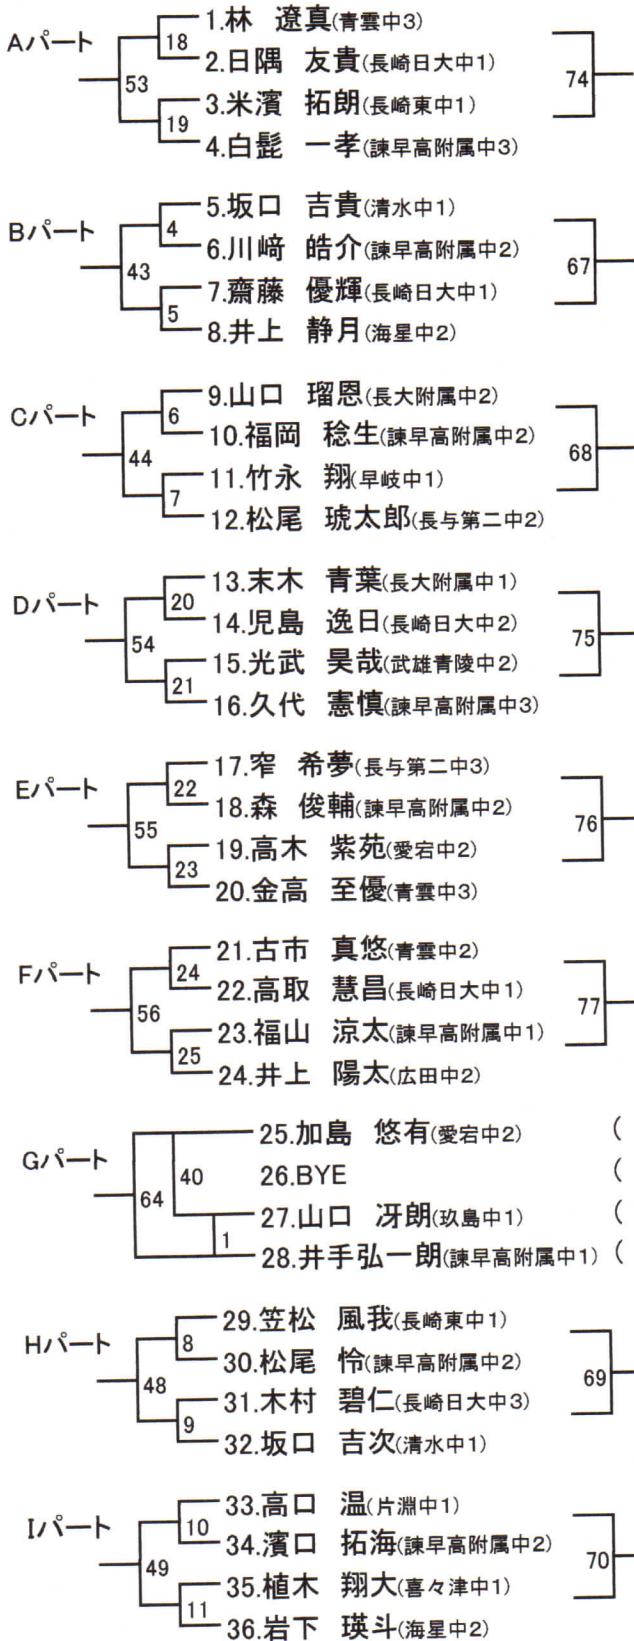 Aパート
1.林 遼真(青雲中3)
18
2.日隅 友貴(長崎日大中1)
53
74
3.米濱 拓朗(長崎東中1)
19
4.白髭 一孝(諫早高附属中3)
Bパート
5.坂口 吉貴(清水中1)
4
6.川﨑 皓介(諫早高附属中2)
43
67
7.齋藤 優輝(長崎日大中1)
5
8.井上 静月(海星中2)
Cパート
9.山口 瑠恩(長大附属中2)
6
10.福岡 稔生(諫早高附属中2)
44
68
11.竹永 翔(早岐中1)
7
12.松尾 琥太郎(長与第二中2)
Dパート
13.末木 青葉(長大附属中1)
20
14.児島 逸日(長崎日大中2)
54
75
15.光武 昊哉(武雄青陵中2)
21
16.久代 憲慎(諫早高附属中3)
Eパート
17.窄 希夢(長与第二中3)
22
18.森 俊輔(諫早高附属中2)
55
76
19.高木 紫苑(愛宕中2)
23
20.金高 至優(青雲中3)
Fパート
21.古市 真悠(青雲中2)
24
22.高取 慧昌(長崎日大中1)
56
77
23.福山 涼太(諫早高附属中1)
25
24.井上 陽太(広田中2)
Gパート
25.加島 悠有(愛宕中2) (
40
26.BYE (
64
27.山口 冴朗(玖島中1) (
1
28.井手弘一朗(諫早高附属中1) (
Hパート
29.笠松 風我(長崎東中1)
8
30.松尾 怜(諫早高附属中2)
48
69
31.木村 碧仁(長崎日大中3)
9
32.坂口 吉次(清水中1)
Iパート
33.高口 温(片淵中1)
10
34.濱口 拓海(諫早高附属中2)
49
70
35.植木 翔大(喜々津中1)
11
36.岩下 瑛斗(海星中2)